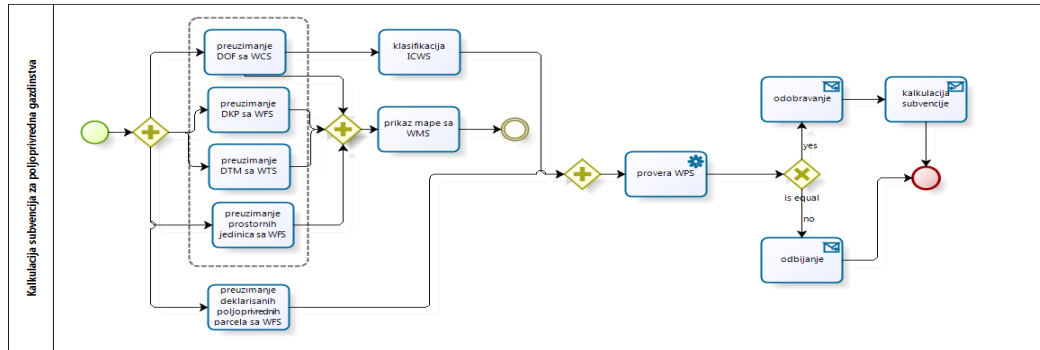 Kalkulacija subvencija za poljoprivredna gazdinstva
preuzimanje
DOF sa WCS
klasifikacija
ICWS
preuzimanje
DKP sa WFS
prikaz mape sa
WMS
preuzimanje
DTM sa WTS
preuzimanje
prostornih
jedinica sa WFS
preuzimanje
deklarisanih
poljoprivrednih
parcela sa WFS
provera WPS
is equal
yes
no
odobravanje
kalkulacija
subvencije
odbijanje